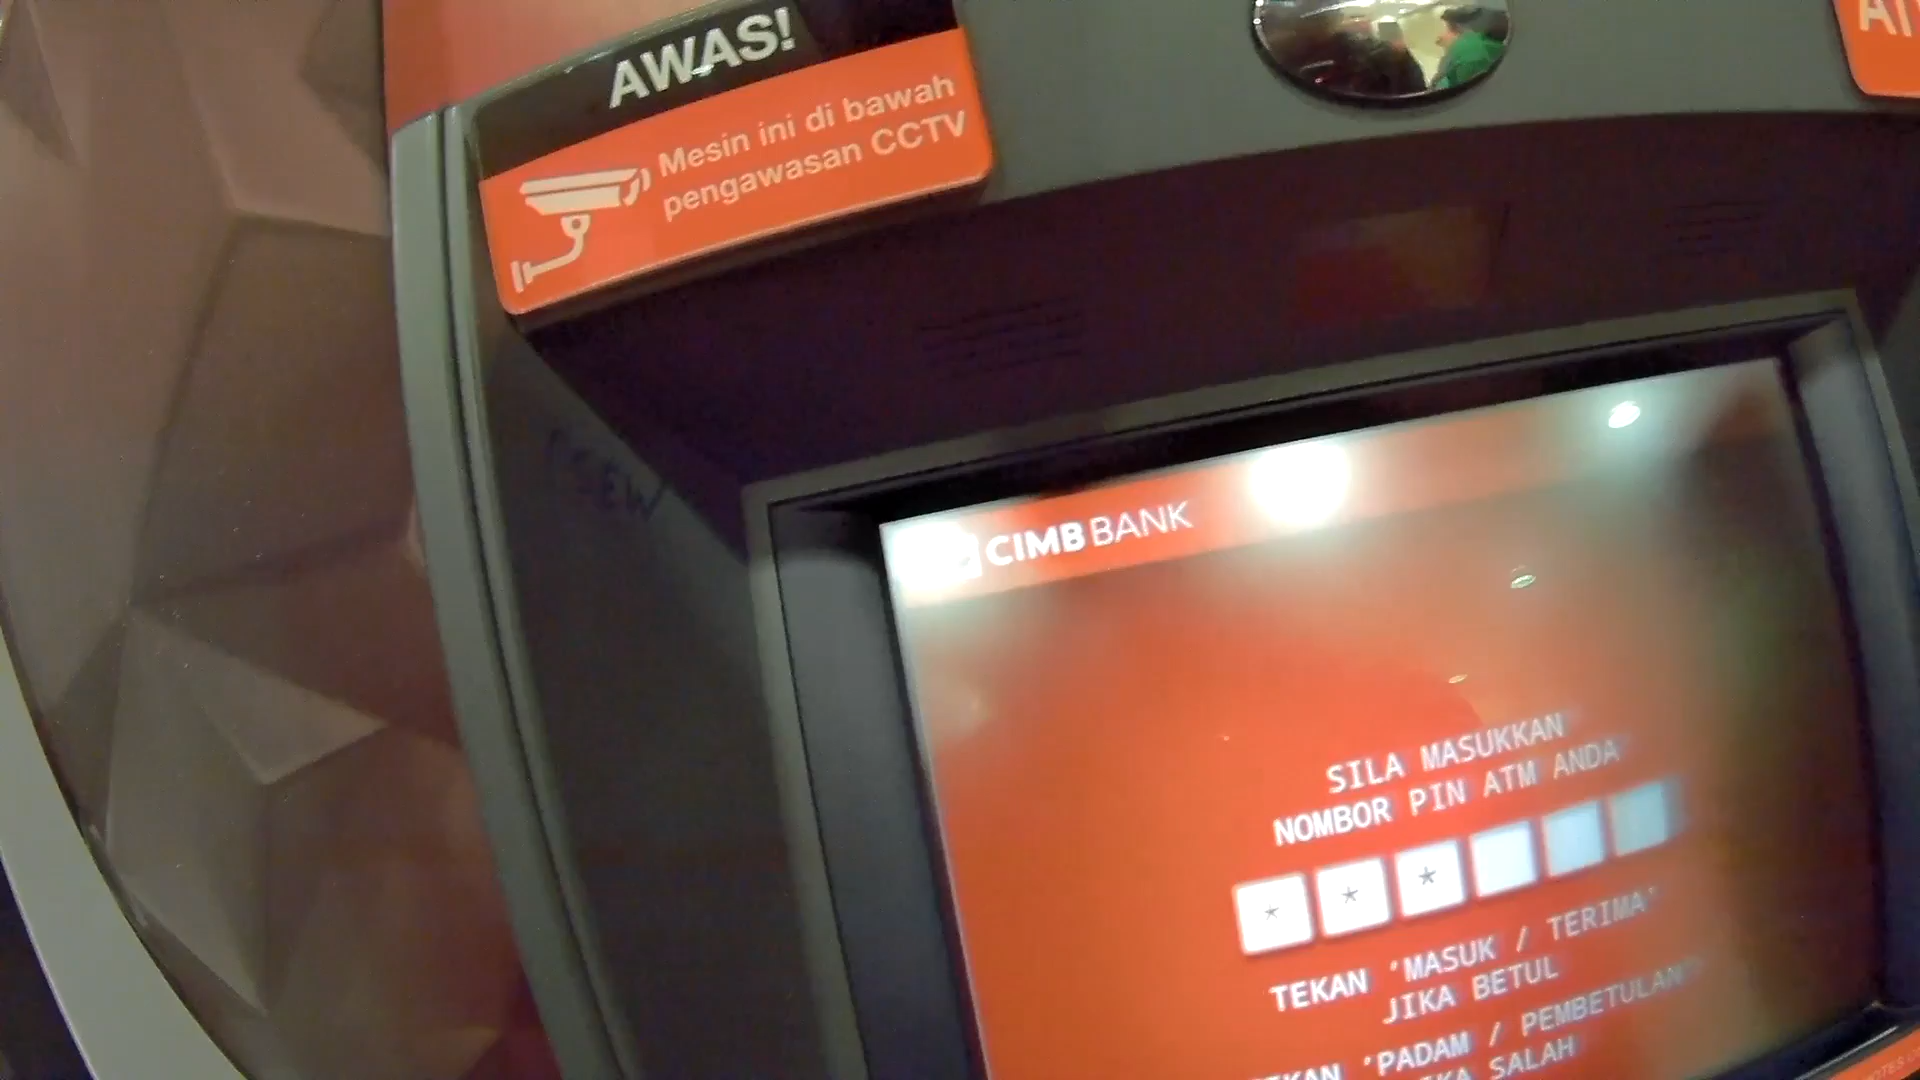 AWAS!
Mesin ini di bawah
pengawasan CCTV
CIMB BANK
SILA MASUKKAN
NOMBOR PIN ATM ANDA
* * *
TEKAN 'MASUK / TERIMA'
JIKA BETUL
'PADAM / PEMBETULAN'
SALAH